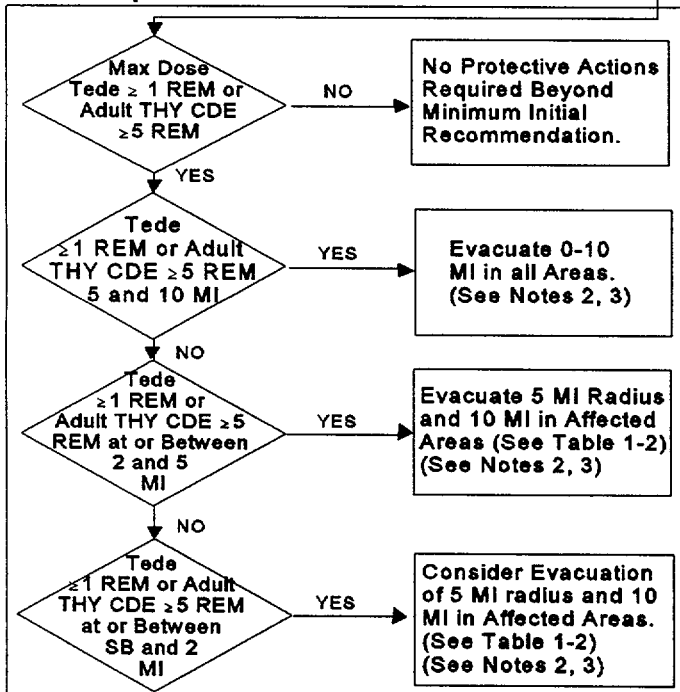 Max Dose
Tede ≥ 1 REM or
Adult THY CDE
≥5 REM
NO
No Protective Actions
Required Beyond
Minimum Initial
Recommendation.
YES
Tede
≥1 REM or Adult
THY CDE ≥5 REM
5 and 10 MI
YES
Evacuate 0-10
MI in all Areas.
(See Notes 2, 3)
NO
Tede
≥1 REM or
Adult THY CDE ≥5
REM at or Between
2 and 5
MI
YES
Evacuate 5 MI Radius
and 10 MI in Affected
Areas (See Table 1-2)
(See Notes 2, 3)
NO
Tede
≥1 REM or Adult
THY CDE ≥5 REM
at or Between
SB and 2
MI
YES
Consider Evacuation
of 5 MI radius and 10
MI in Affected Areas.
(See Table 1-2)
(See Notes 2, 3)